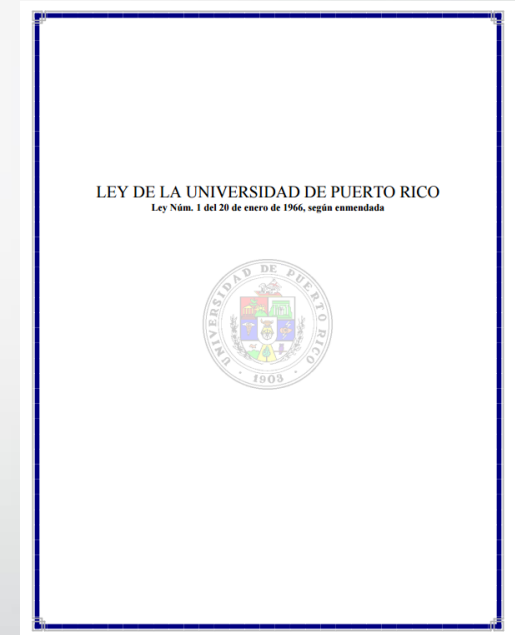 LEY DE LA UNIVERSIDAD DE PUERTO RICO
Ley Núm. 1 del 20 de enero de 1966, según enmendada
UNIVERSIDAD DE PUERTO RICO
· 1903 ·